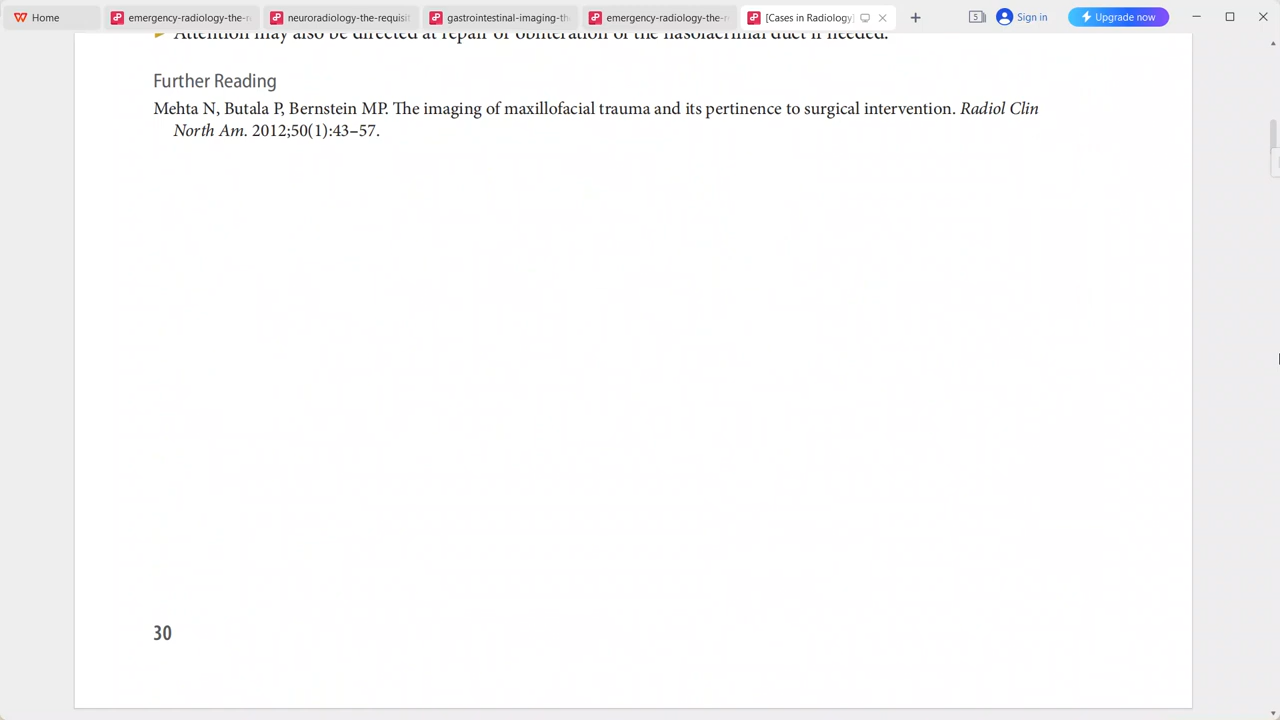 Home
emergency-radiology-the-r
neuroradiology-the-requisit
gastrointestinal-imaging-th
emergency-radiology-the-r
[Cases in Radiology]
5
Sign in
Upgrade now
Attention may also be directed at repair or obliteration of the nasolacrimal duct if needed.
Further Reading
Mehta N, Butala P, Bernstein MP. The imaging of maxillofacial trauma and its pertinence to surgical intervention. Radiol Clin
North Am. 2012;50(1):43–57.
30